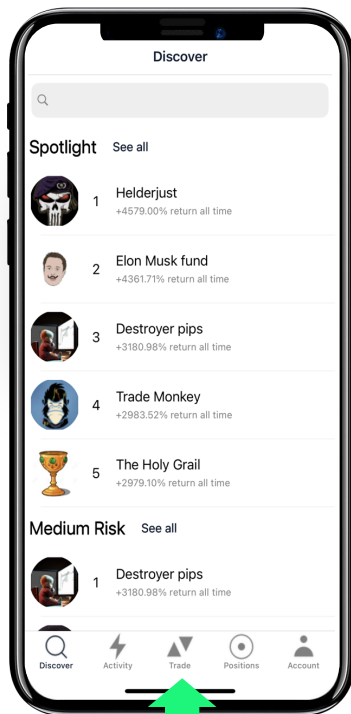 Discover
Spotlight See all
1 Helderjust
+4579.00% return all time
2 Elon Musk fund
+4361.71% return all time
3 Destroyer pips
+3180.98% return all time
4 Trade Monkey
+2983.52% return all time
5 The Holy Grail
+2979.10% return all time
Medium Risk See all
1 Destroyer pips
+3180.98% return all time
Discover Activity Trade Positions Account